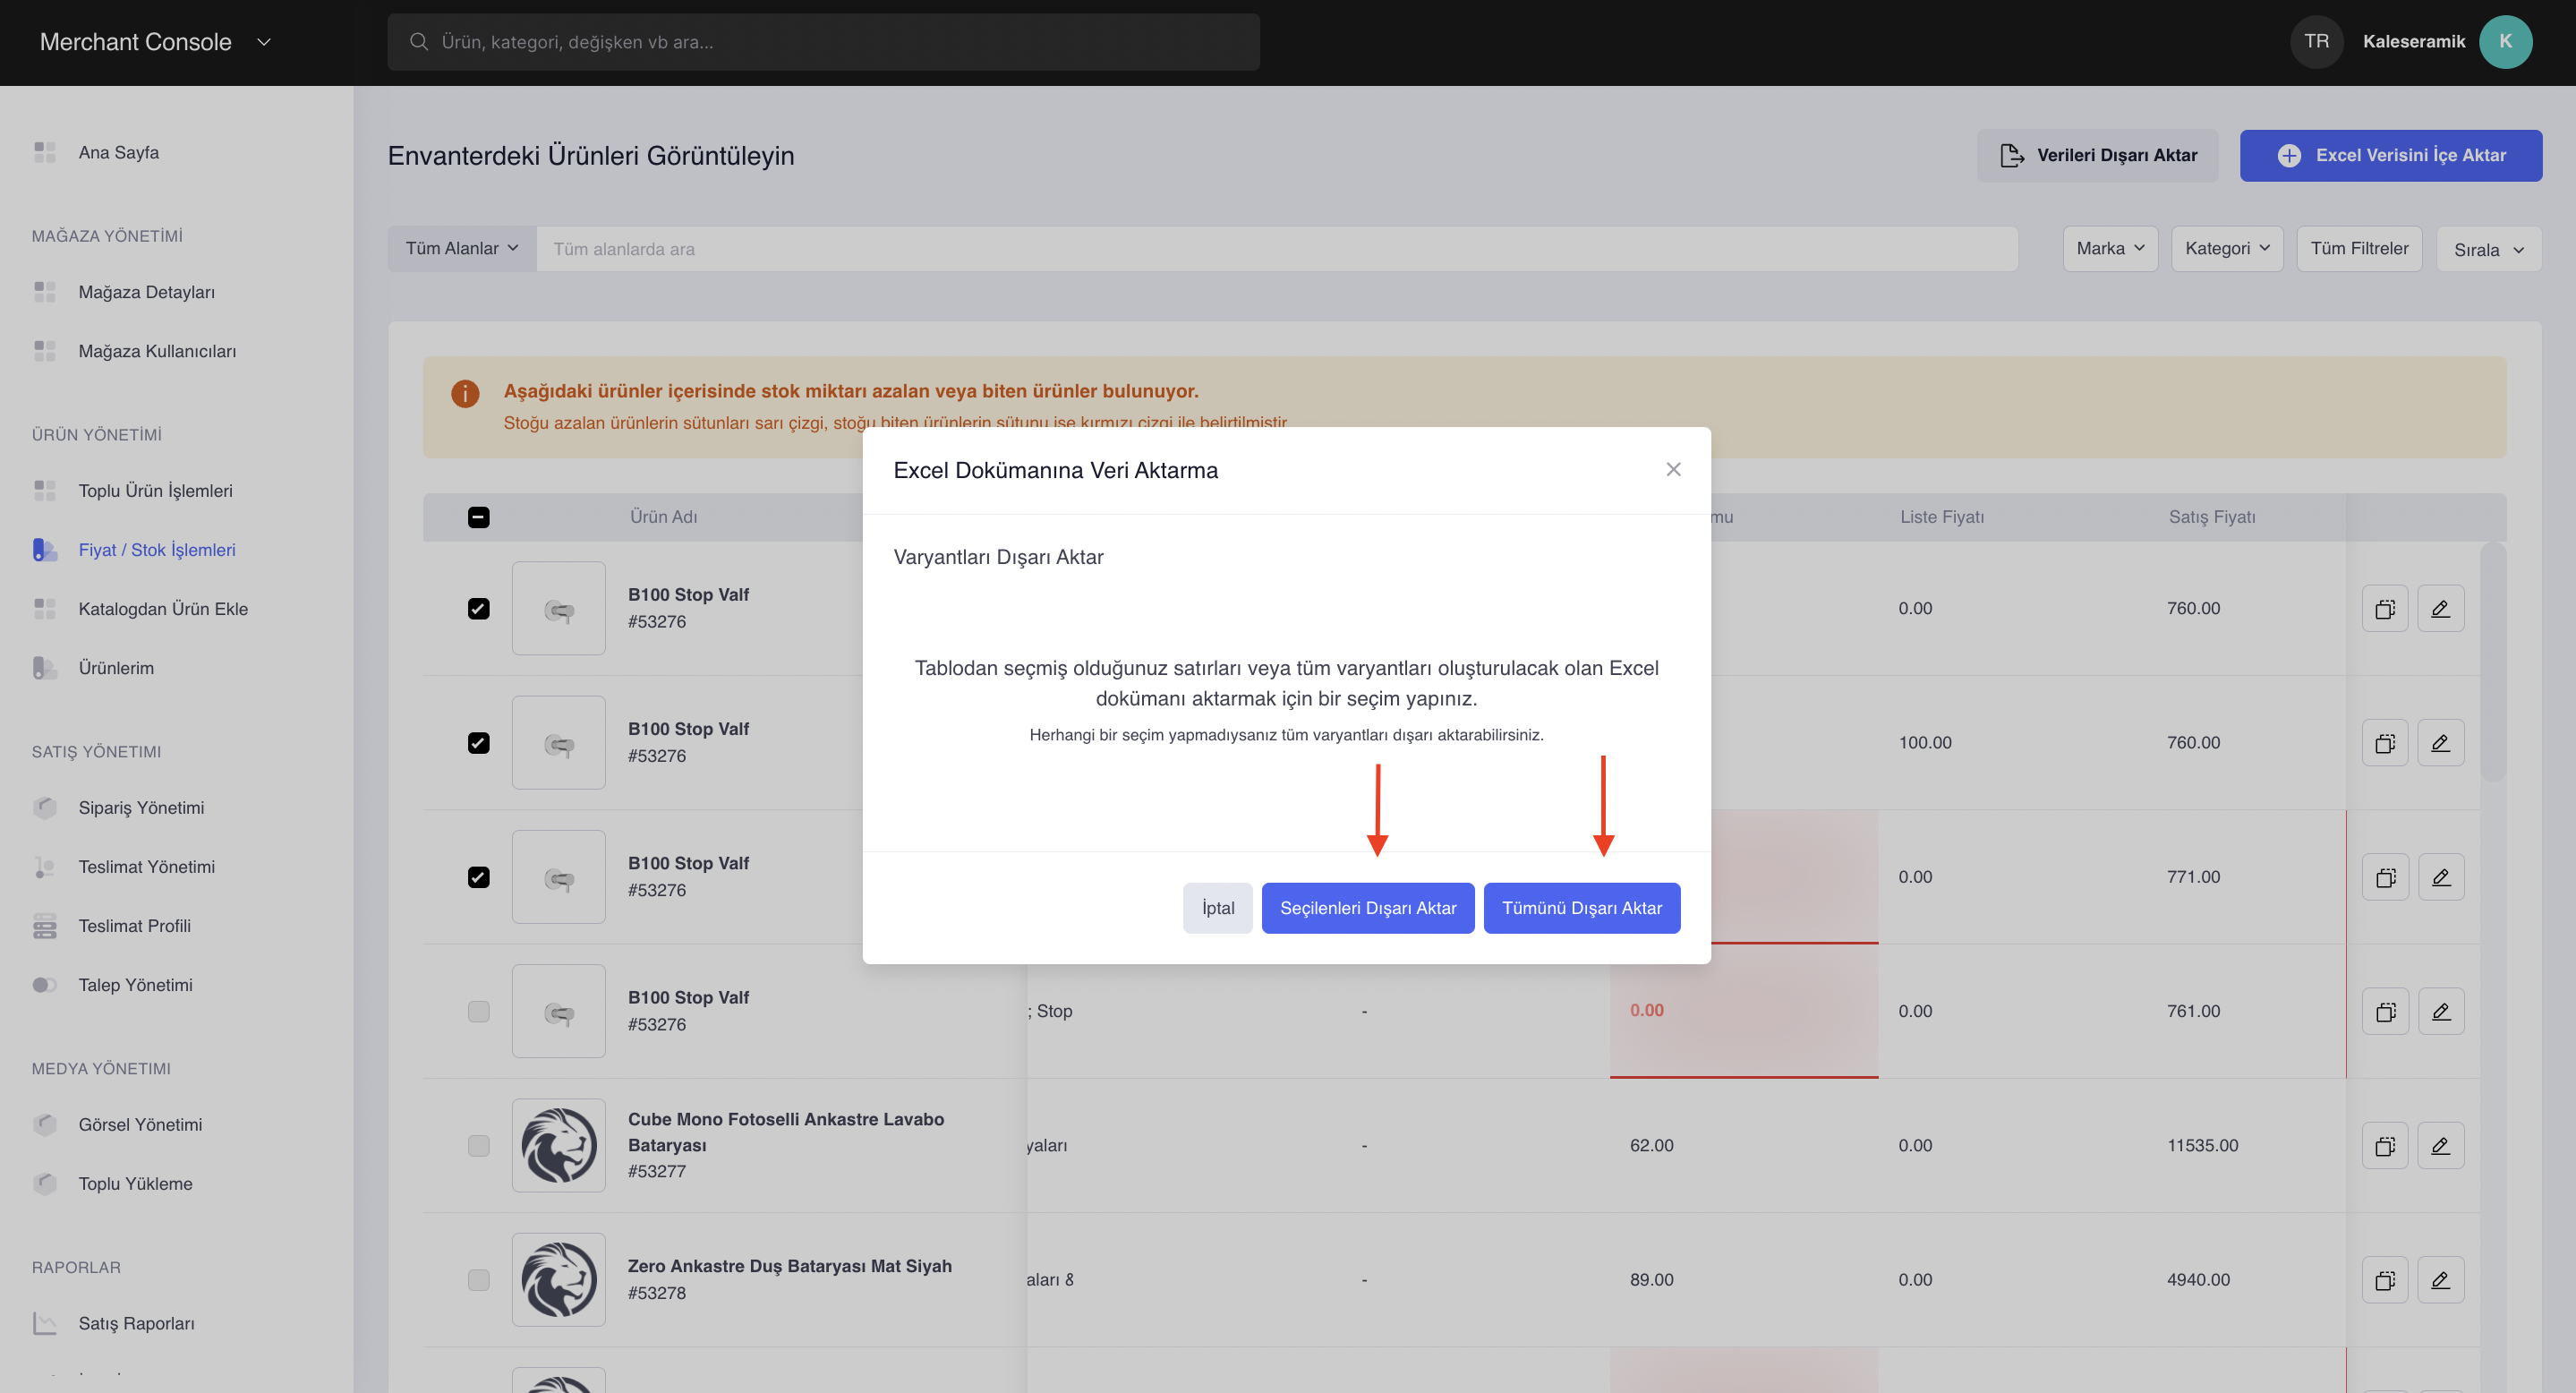 Merchant Console
Ürün, kategori, değişken vb ara...
TR
Kaleseramik
K
Ana Sayfa
MAĞAZA YÖNETİMİ
Mağaza Detayları
Mağaza Kullanıcıları
ÜRÜN YÖNETİMİ
Toplu Ürün İşlemleri
Fiyat / Stok İşlemleri
Katalogdan Ürün Ekle
Ürünlerim
SATIŞ YÖNETIMI
Sipariş Yönetimi
Teslimat Yönetimi
Teslimat Profili
Talep Yönetimi
MEDYA YÖNETIMI
Görsel Yönetimi
Toplu Yükleme
RAPORLAR
Satış Raporları
Envanterdeki Ürünleri Görüntüleyin
Verileri Dışarı Aktar
Excel Verisini İçe Aktar
Tüm Alanlar
Tüm alanlarda ara
Marka
Kategori
Tüm Filtreler
Sırala
Aşağıdaki ürünler içerisinde stok miktarı azalan veya biten ürünler bulunuyor.
Stoğu azalan ürünlerin sütunları sarı çizgi, stoğu biten ürünlerin sütunu ise kırmızı çizgi ile belirtilmiştir
Ürün Adı
mu
Liste Fiyatı
Satış Fiyatı
B100 Stop Valf
#53276
0.00
760.00
B100 Stop Valf
#53276
100.00
760.00
B100 Stop Valf
#53276
0.00
771.00
B100 Stop Valf
#53276
; Stop
-
0.00
0.00
761.00
Cube Mono Fotoselli Ankastre Lavabo
Bataryası
#53277
yaları
-
62.00
0.00
11535.00
Zero Ankastre Duş Bataryası Mat Siyah
#53278
aları &
-
89.00
0.00
4940.00
Excel Dokümanına Veri Aktarma
Varyantları Dışarı Aktar
Tablodan seçmiş olduğunuz satırları veya tüm varyantları oluşturulacak olan Excel
dokümanı aktarmak için bir seçim yapınız.
Herhangi bir seçim yapmadıysanız tüm varyantları dışarı aktarabilirsiniz.
İptal
Seçilenleri Dışarı Aktar
Tümünü Dışarı Aktar